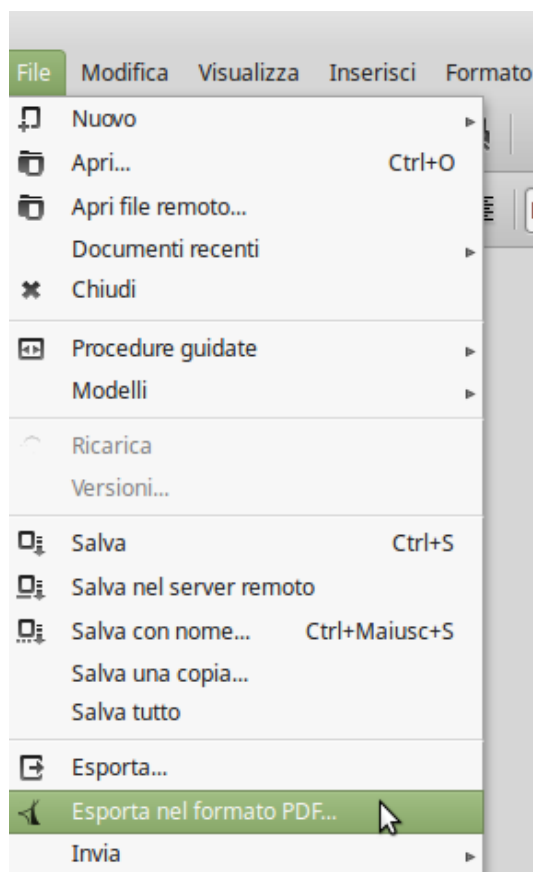 File Modifica Visualizza Inserisci Formato
Nuovo
Apri... Ctrl+O
Apri file remoto...
Documenti recenti
Chiudi
Procedure guidate
Modelli
Ricarica
Versioni...
Salva Ctrl+S
Salva nel server remoto
Salva con nome... Ctrl+Maiusc+S
Salva una copia...
Salva tutto
Esporta...
Esporta nel formato PDF...
Invia